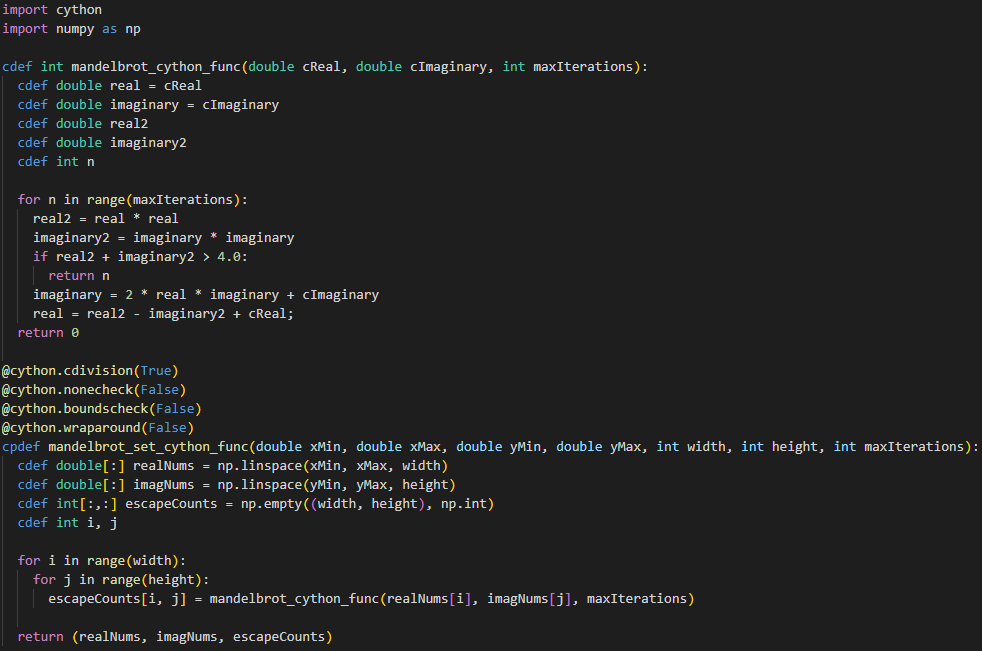 import cython
import numpy as np
cdef int mandelbrot_cython_func(double cReal, double cImaginary, int maxIterations):
cdef double real = cReal
cdef double imaginary = cImaginary
cdef double real2
cdef double imaginary2
cdef int n
for n in range(maxIterations):
real2 = real * real
imaginary2 = imaginary * imaginary
if real2 + imaginary2 > 4.0:
return n
imaginary = 2 * real * imaginary + cImaginary
real = real2 - imaginary2 + cReal;
return 0
@cython.cdivision(True)
@cython.nonecheck(False)
@cython.boundscheck(False)
@cython.wraparound(False)
cpdef mandelbrot_set_cython_func(double xMin, double xMax, double yMin, double yMax, int width, int height, int maxIterations):
cdef double[:] realNums = np.linspace(xMin, xMax, width)
cdef double[:] imagNums = np.linspace(yMin, yMax, height)
cdef int[:,:] escapeCounts = np.empty((width, height), np.int)
cdef int i, j
for i in range(width):
for j in range(height):
escapeCounts[i, j] = mandelbrot_cython_func(realNums[i], imagNums[j], maxIterations)
return (realNums, imagNums, escapeCounts)